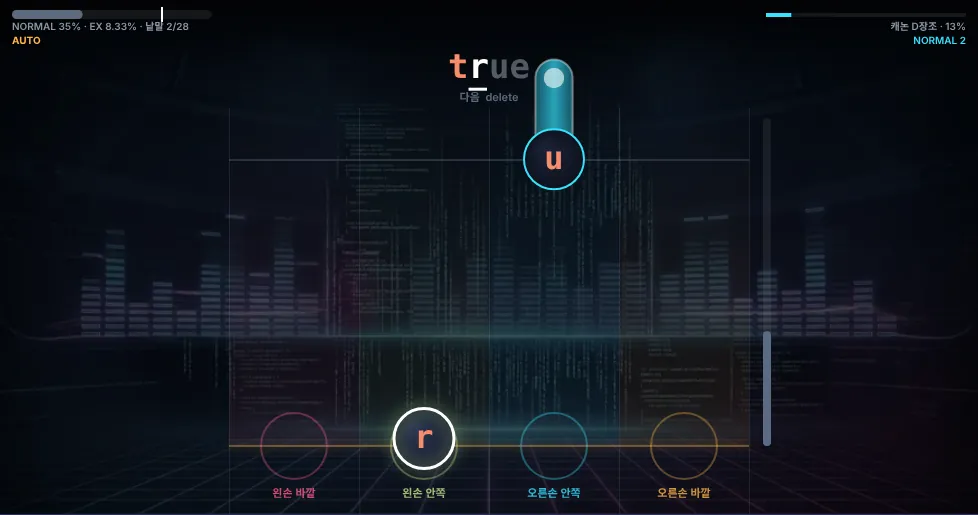 NORMAL 35% · EX 8.33% · 낱말 2/28
AUTO
캐논 D장조 · 13%
NORMAL 2
true
다음 delete
u
r
왼손 바깥
왼손 안쪽
오른손 안쪽
오른손 바깥